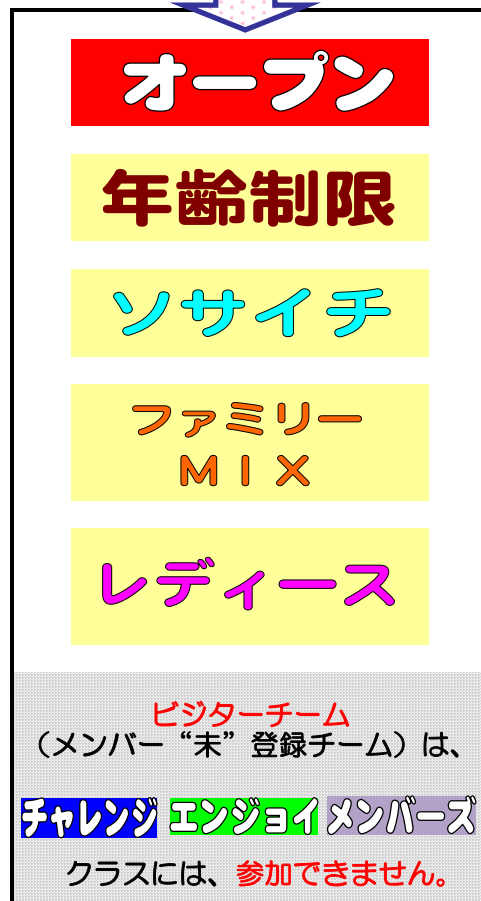 オープン
年齢制限
ソサイチ
ファミリー
ＭＩＸ
レディース
ビジターチーム
（メンバー“未”登録チーム）は、
チャレンジ エンジョイ メンバーズ
クラスには、参加できません。